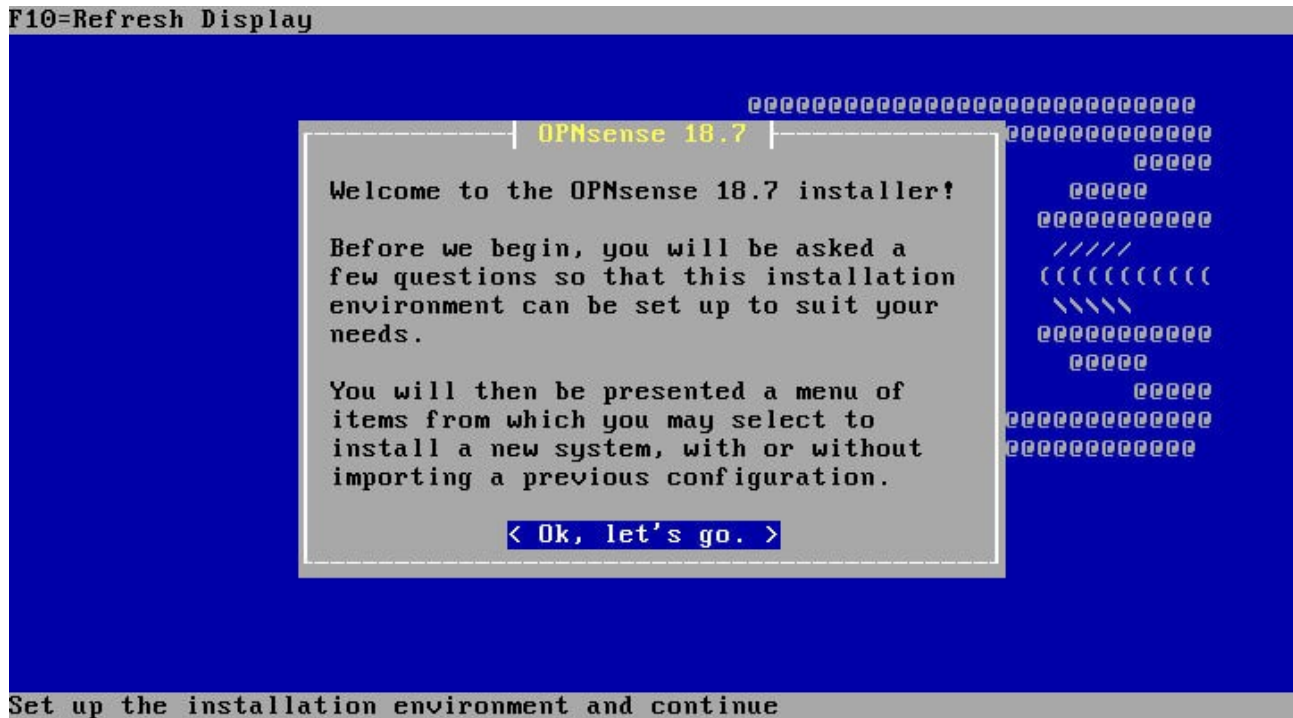 F10=Refresh Display
@@@@@@@@@@@@@@@@@@@@@@@@@@@@
OPNsense 18.7
@@@@@@@@@@@@@
@@@@@
Welcome to the OPNsense 18.7 installer!
@@@@@
@@@@@@@@@@@
Before we begin, you will be asked a
/////
few questions so that this installation
(((((((((((
environment can be set up to suit your
\\\\\
needs.
@@@@@@@@@@@
@@@@@
You will then be presented a menu of
@@@@@
items from which you may select to
@@@@@@@@@@@@@
install a new system, with or without
@@@@@@@@@@@@
importing a previous configuration.
< Ok, let's go. >
Set up the installation environment and continue